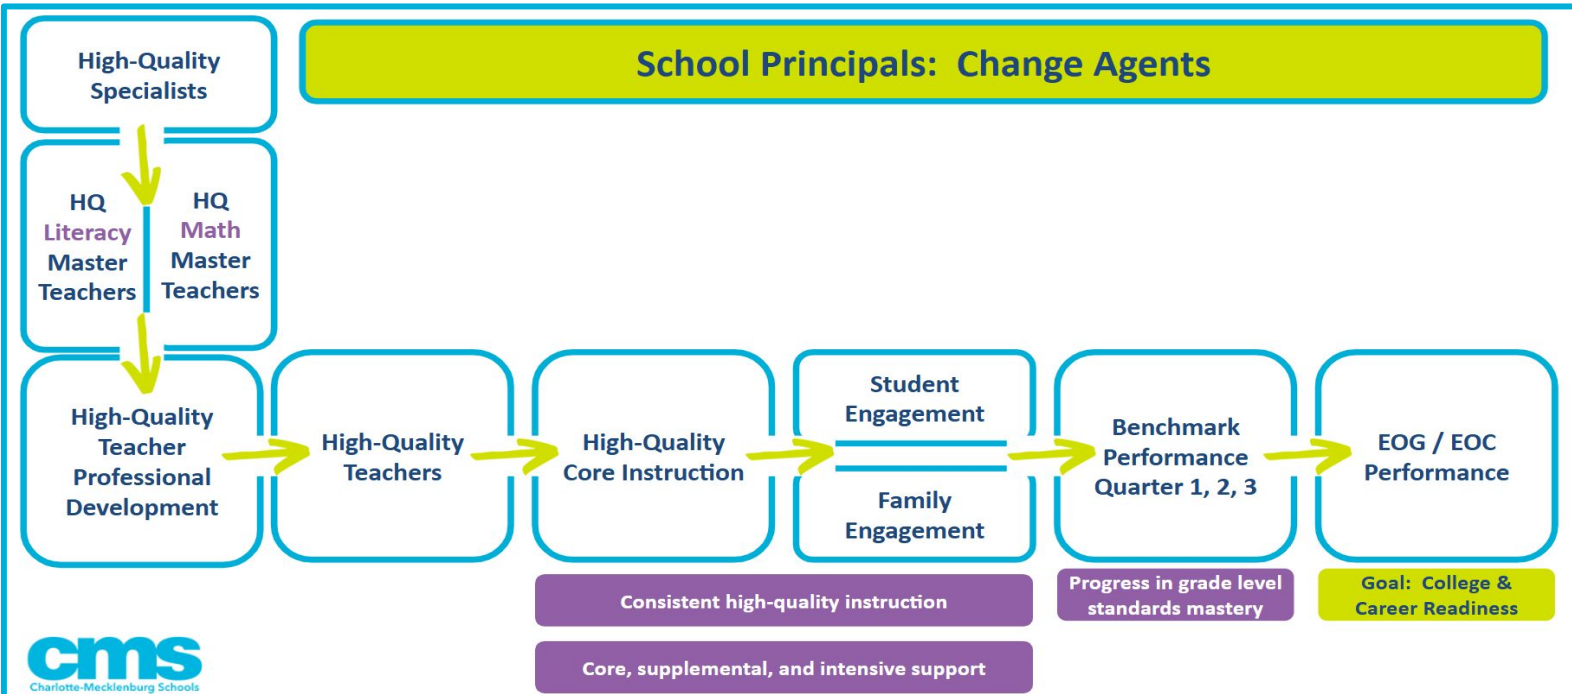 High-Quality
Specialists
School Principals:  Change Agents
HQ
Literacy
Master
Teachers
HQ
Math
Master
Teachers
High-Quality
Teacher
Professional
Development
High-Quality
Teachers
High-Quality
Core Instruction
Student
Engagement
Family
Engagement
Benchmark
Performance
Quarter 1, 2, 3
EOG / EOC
Performance
Consistent high-quality instruction
Core, supplemental, and intensive support
Progress in grade level
standards mastery
Goal:  College &
Career Readiness
cms
Charlotte-Mecklenburg Schools